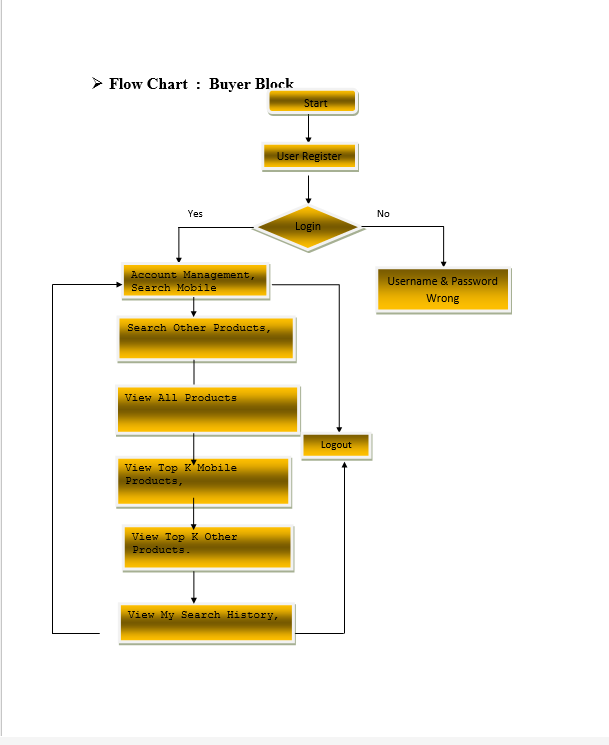 ➢ Flow Chart : Buyer Block
Start
User Register
Login
Yes
No
Account Management,
Search Mobile
Username & Password
Wrong
Search Other Products,
View All Products
Logout
View Top K Mobile
Products,
View Top K Other
Products.
View My Search History,